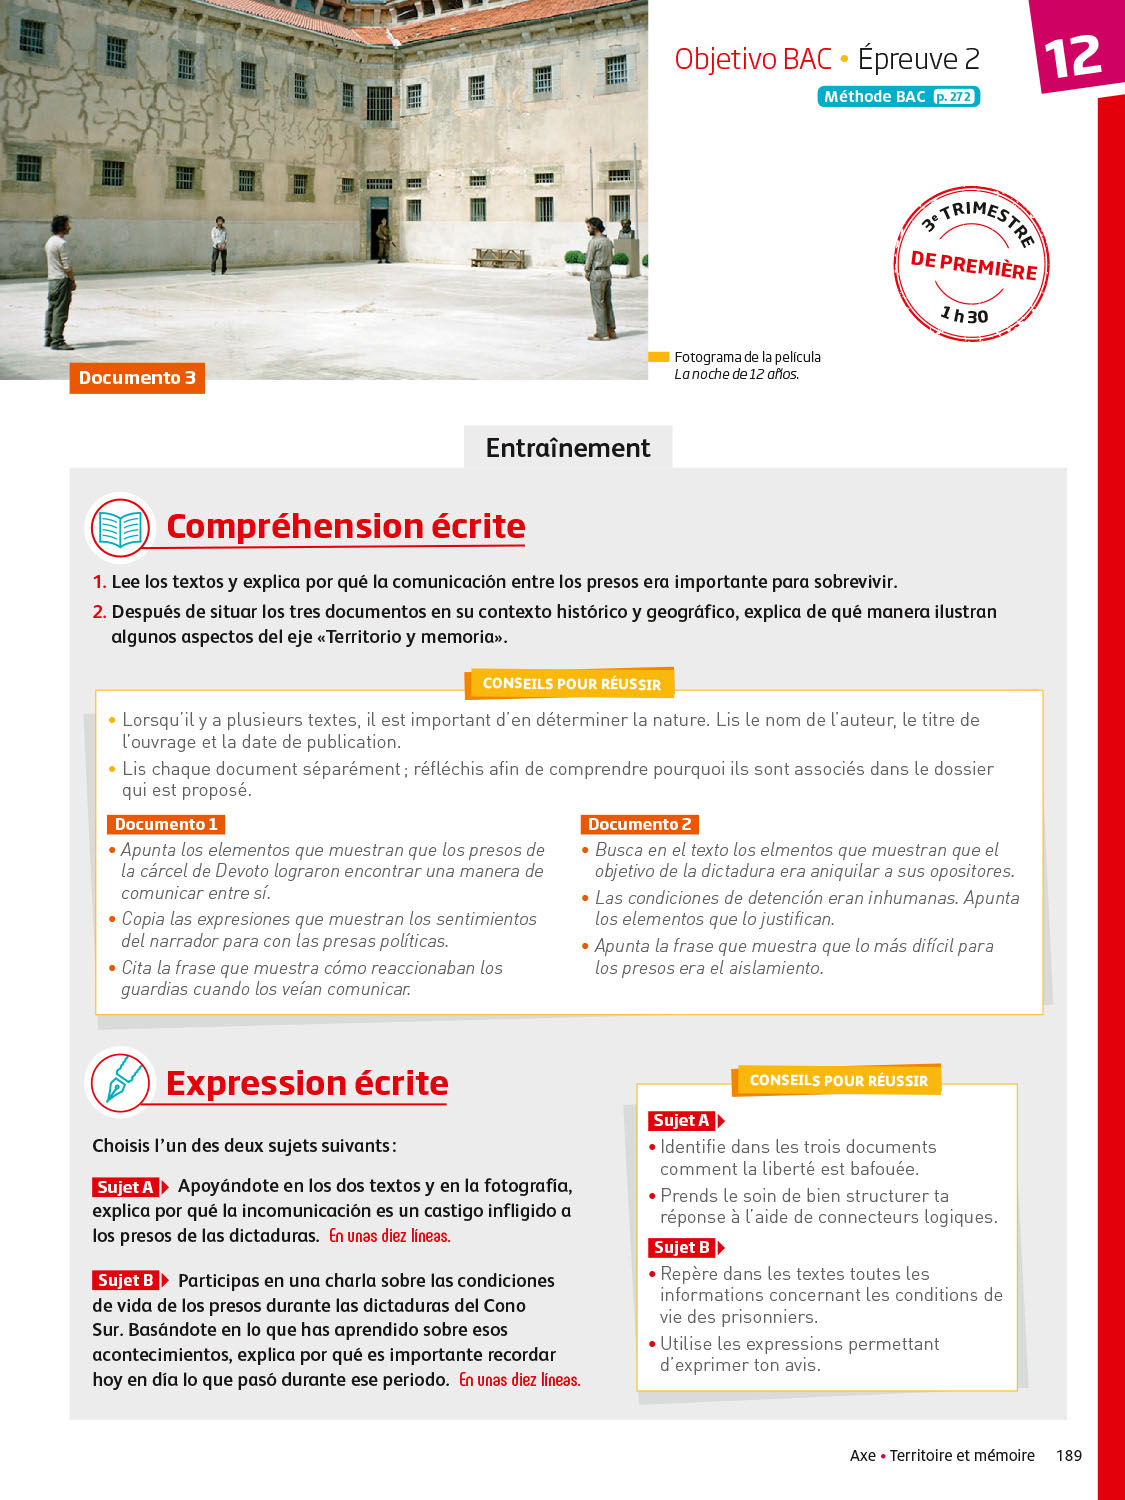 Objetivo BAC • Épreuve 2
12
Méthode BAC p. 272
3e TRIMESTRE
DE PREMIÈRE
1 h 30
Fotograma de la película
La noche de 12 años.
Documento 3
Entraînement
Compréhension écrite
1. Lee los textos y explica por qué la comunicación entre los presos era importante para sobrevivir.
2. Después de situar los tres documentos en su contexto histórico y geográfico, explica de qué manera ilustran
algunos aspectos del eje «Territorio y memoria».
CONSEILS POUR RÉUSSIR
• Lorsqu'il y a plusieurs textes, il est important d'en déterminer la nature. Lis le nom de l'auteur, le titre de
l'ouvrage et la date de publication.
• Lis chaque document séparément ; réfléchis afin de comprendre pourquoi ils sont associés dans le dossier
qui est proposé.
Documento 1
• Apunta los elementos que muestran que los presos de
la cárcel de Devoto lograron encontrar una manera de
comunicar entre sí.
• Copia las expresiones que muestran los sentimientos
del narrador para con las presas políticas.
• Cita la frase que muestra cómo reaccionaban los
guardias cuando los veían comunicar.
Documento 2
• Busca en el texto los elmentos que muestran que el
objetivo de la dictadura era aniquilar a sus opositores.
• Las condiciones de detención eran inhumanas. Apunta
los elementos que lo justifican.
• Apunta la frase que muestra que lo más difícil para
los presos era el aislamiento.
Expression écrite
Choisis l'un des deux sujets suivants :
Sujet A Apoyándote en los dos textos y en la fotografía,
explica por qué la incomunicación es un castigo infligido a
los presos de las dictaduras. En unas diez líneas.
Sujet B Participas en una charla sobre las condiciones
de vida de los presos durante las dictaduras del Cono
Sur. Basándote en lo que has aprendido sobre esos
acontecimientos, explica por qué es importante recordar
hoy en día lo que pasó durante ese periodo. En unas diez líneas.
CONSEILS POUR RÉUSSIR
Sujet A
• Identifie dans les trois documents
comment la liberté est bafouée.
• Prends le soin de bien structurer ta
réponse à l'aide de connecteurs logiques.
Sujet B
• Repère dans les textes toutes les
informations concernant les conditions de
vie des prisonniers.
• Utilise les expressions permettant
d'exprimer ton avis.
Axe • Territoire et mémoire 189